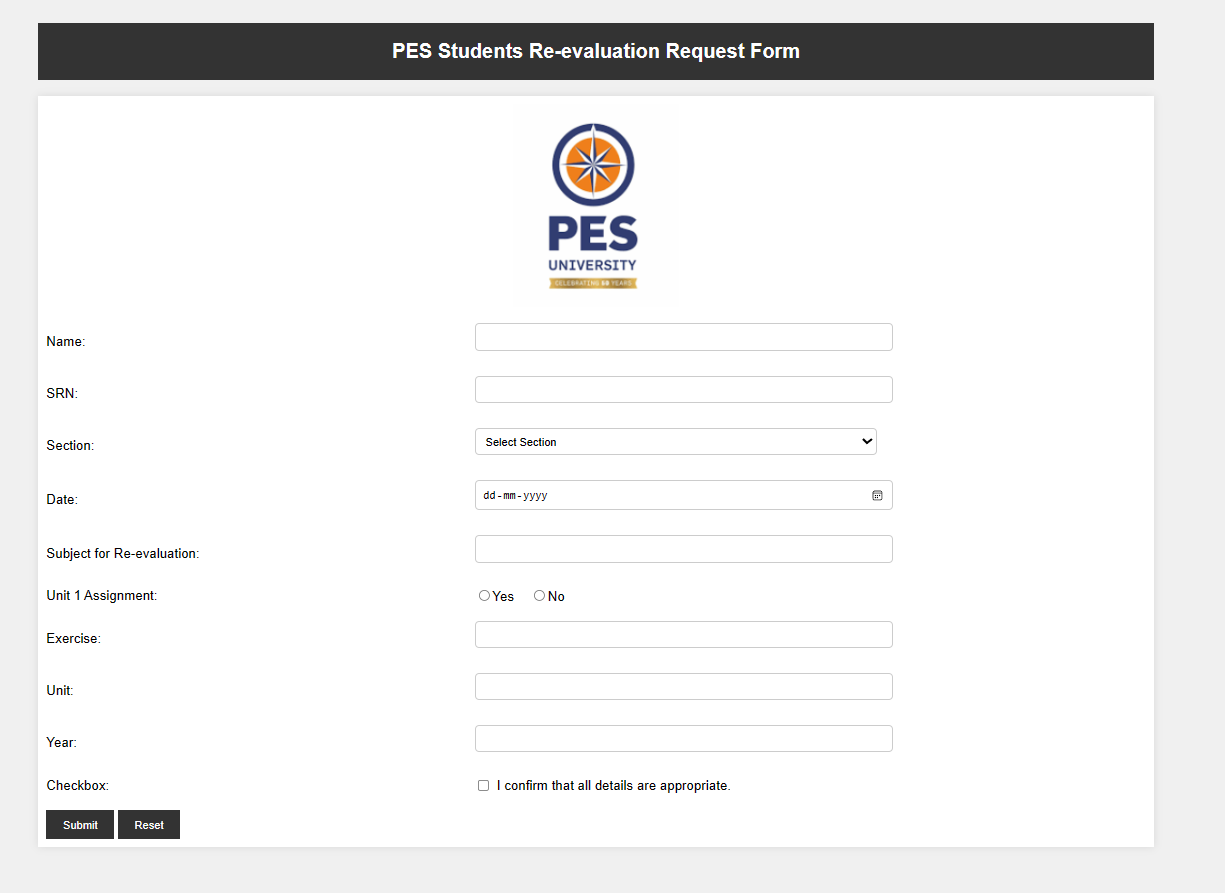 PES Students Re-evaluation Request Form
PES
UNIVERSITY
CELEBRATING 50 YEARS
Name:
SRN:
Section: Select Section
Date: dd-mm-yyyy
Subject for Re-evaluation:
Unit 1 Assignment: Yes No
Exercise:
Unit:
Year:
Checkbox: I confirm that all details are appropriate.
Submit Reset